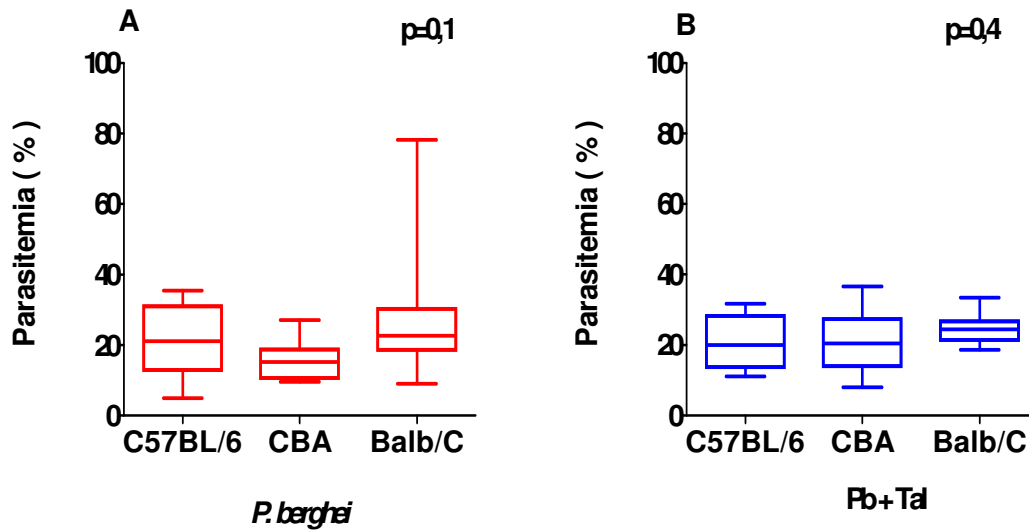 A
p=0,1
Parasitemia ( % )
100
80
60
40
20
0
C57BL/6 CBA Balb/C
P. berghei
B
p=0,4
Parasitemia ( % )
100
80
60
40
20
0
C57BL/6 CBA Balb/C
Pb+Tal